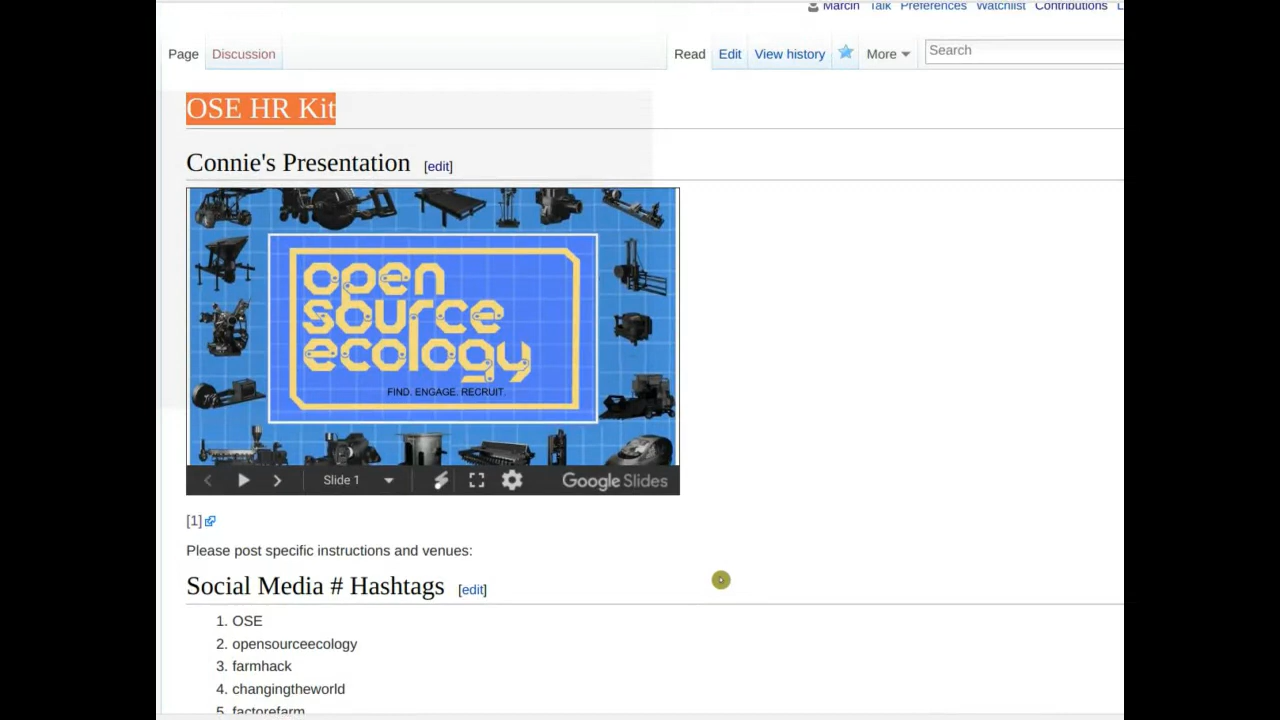 Marcin Talk Preferences Watchlist Contributions
Page Discussion Read Edit View history More Search
OSE HR Kit
Connie's Presentation [edit]
open
source
ecology
FIND. ENGAGE. RECRUIT.
Slide 1 Google Slides
[1]
Please post specific instructions and venues:
Social Media # Hashtags [edit]
1. OSE
2. opensourceecology
3. farmhack
4. changingtheworld
5. factorefarm